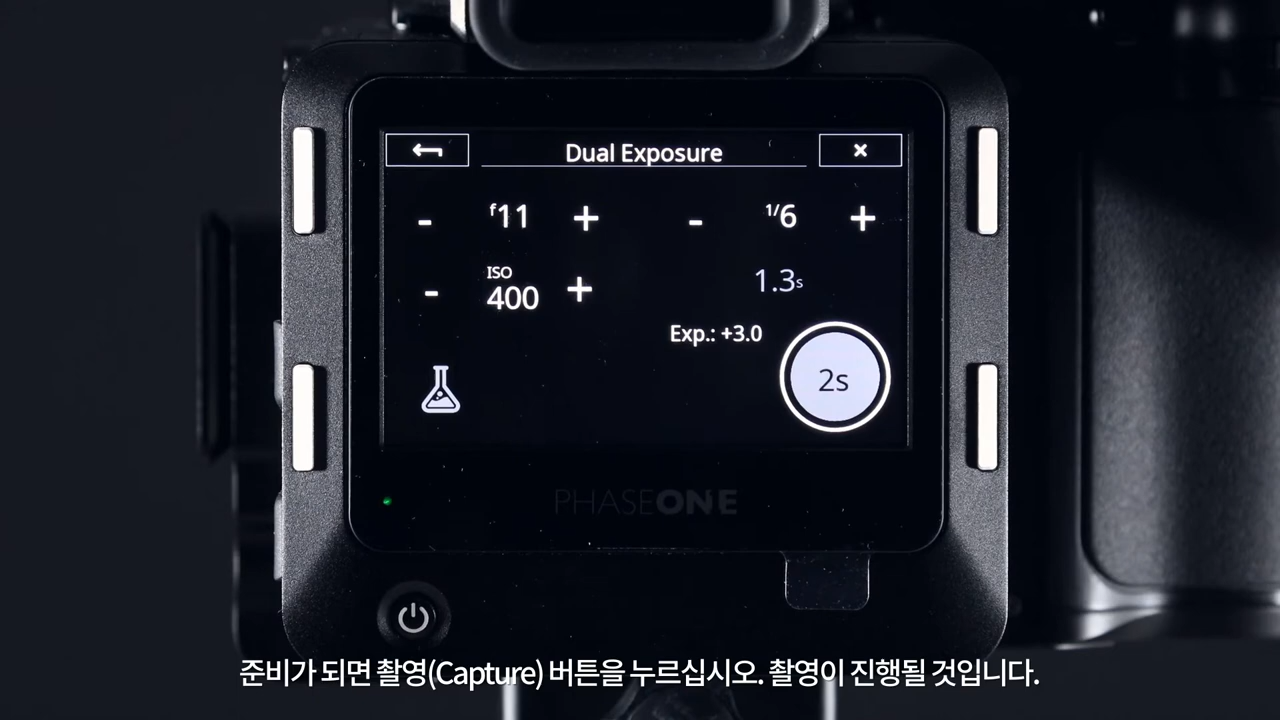 Dual Exposure
- f11 + - 1/6 +
- ISO 400 + 1.3s
Exp.: +3.0
2s
PHASEONE
준비가 되면 촬영(Capture) 버튼을 누르십시오. 촬영이 진행될 것입니다.